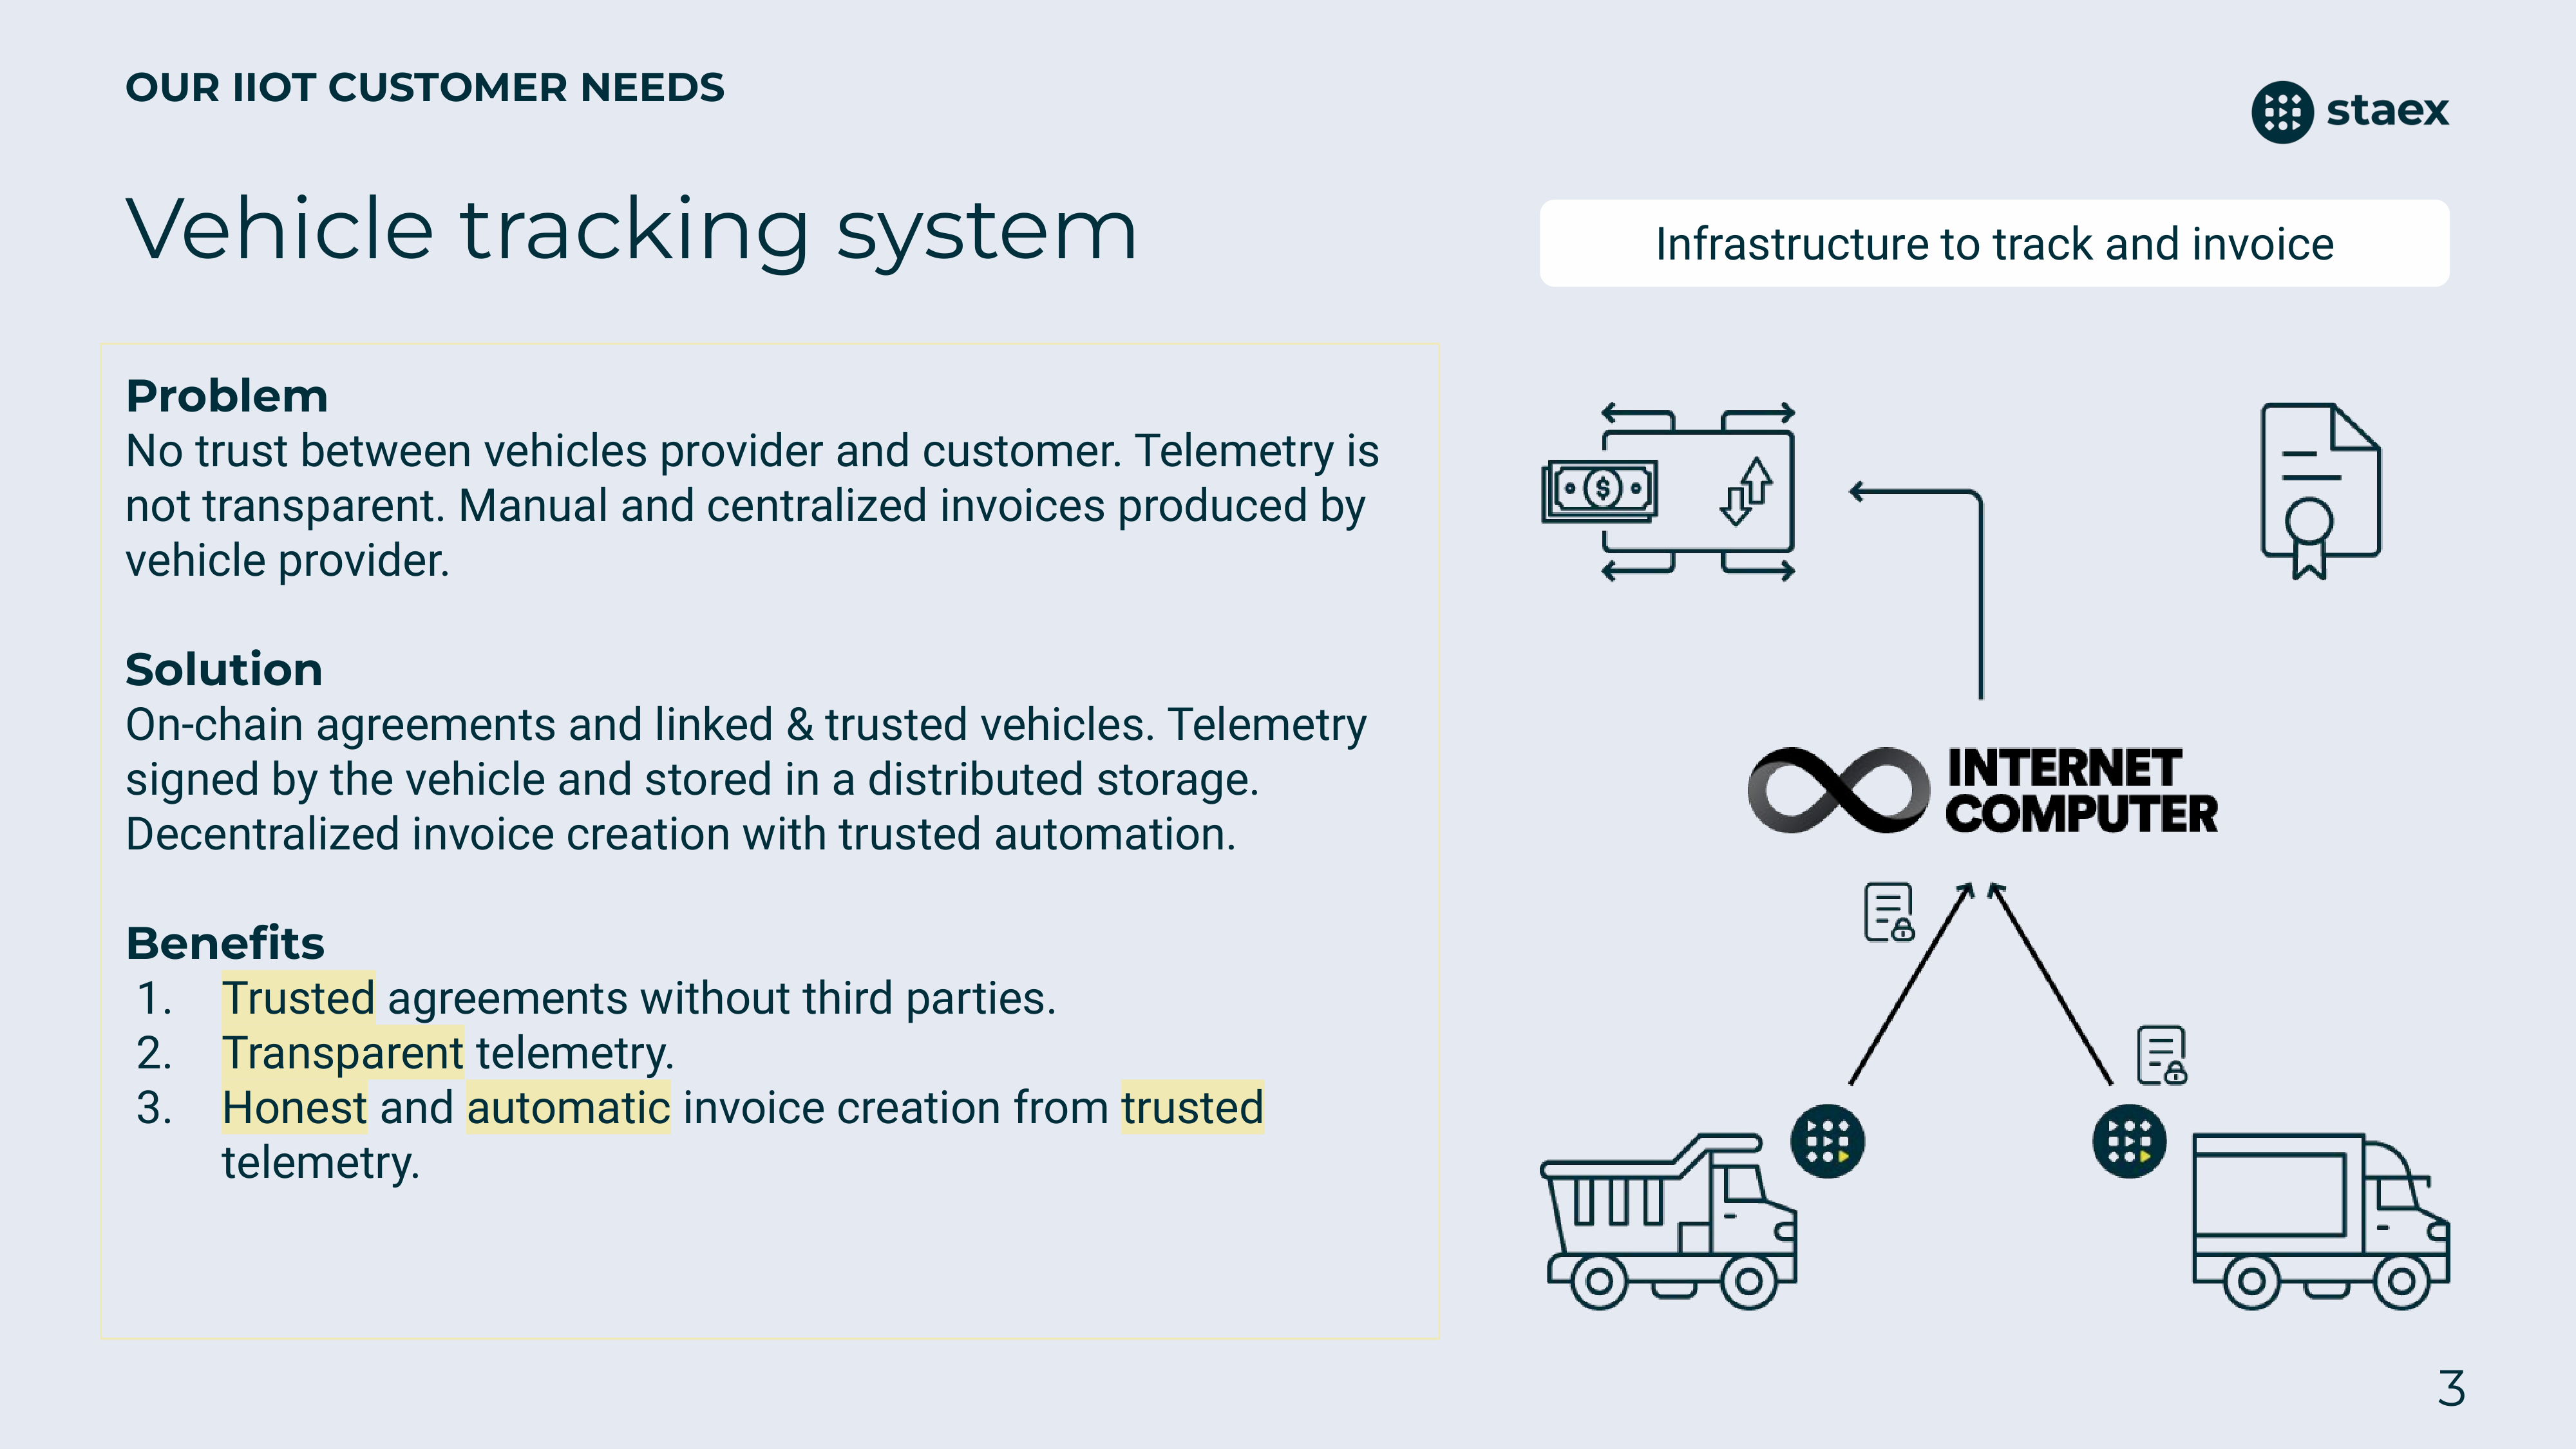 OUR IIOT CUSTOMER NEEDS
staex
Vehicle tracking system
Infrastructure to track and invoice
Problem
No trust between vehicles provider and customer. Telemetry is
not transparent. Manual and centralized invoices produced by
vehicle provider.
Solution
On-chain agreements and linked & trusted vehicles. Telemetry
signed by the vehicle and stored in a distributed storage.
Decentralized invoice creation with trusted automation.
Benefits
1. Trusted agreements without third parties.
2. Transparent telemetry.
3. Honest and automatic invoice creation from trusted
telemetry.
$
INTERNET
COMPUTER
3